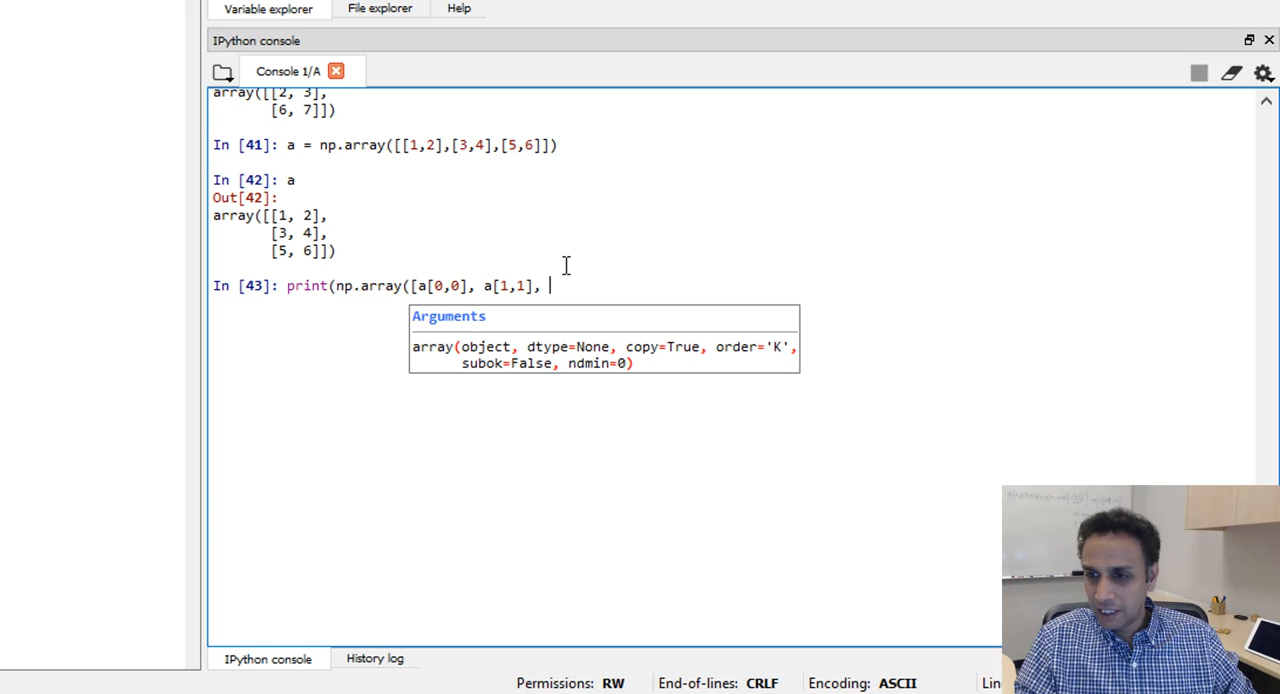 Variable explorer File explorer Help
IPython console
Console 1/A
array([[2, 3],
[6, 7]])
In [41]: a = np.array([[1,2],[3,4],[5,6]])
In [42]: a
Out[42]:
array([[1, 2],
[3, 4],
[5, 6]])
In [43]: print(np.array([a[0,0], a[1,1],
Arguments
array(object, dtype=None, copy=True, order='K',
subok=False, ndmin=0)
IPython console History log
Permissions: RW End-of-lines: CRLF Encoding: ASCII Lin